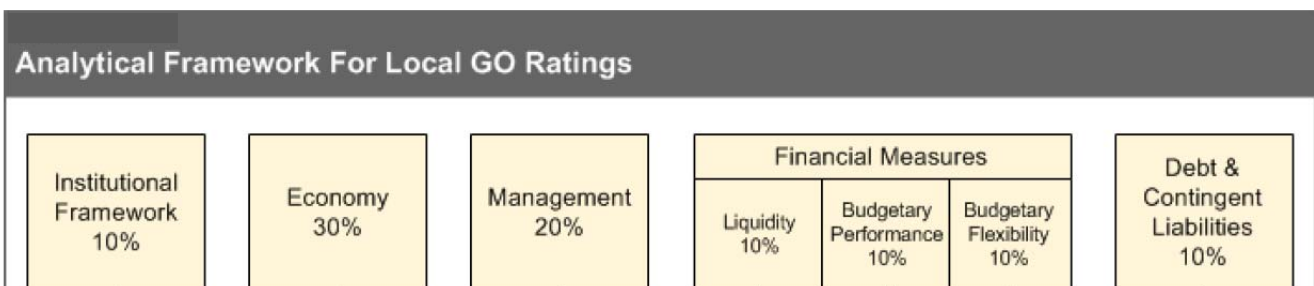 Analytical Framework For Local GO Ratings
Institutional
Framework
10%
Economy
30%
Management
20%
Financial Measures
Liquidity
10%
Budgetary
Performance
10%
Budgetary
Flexibility
10%
Debt &
Contingent
Liabilities
10%